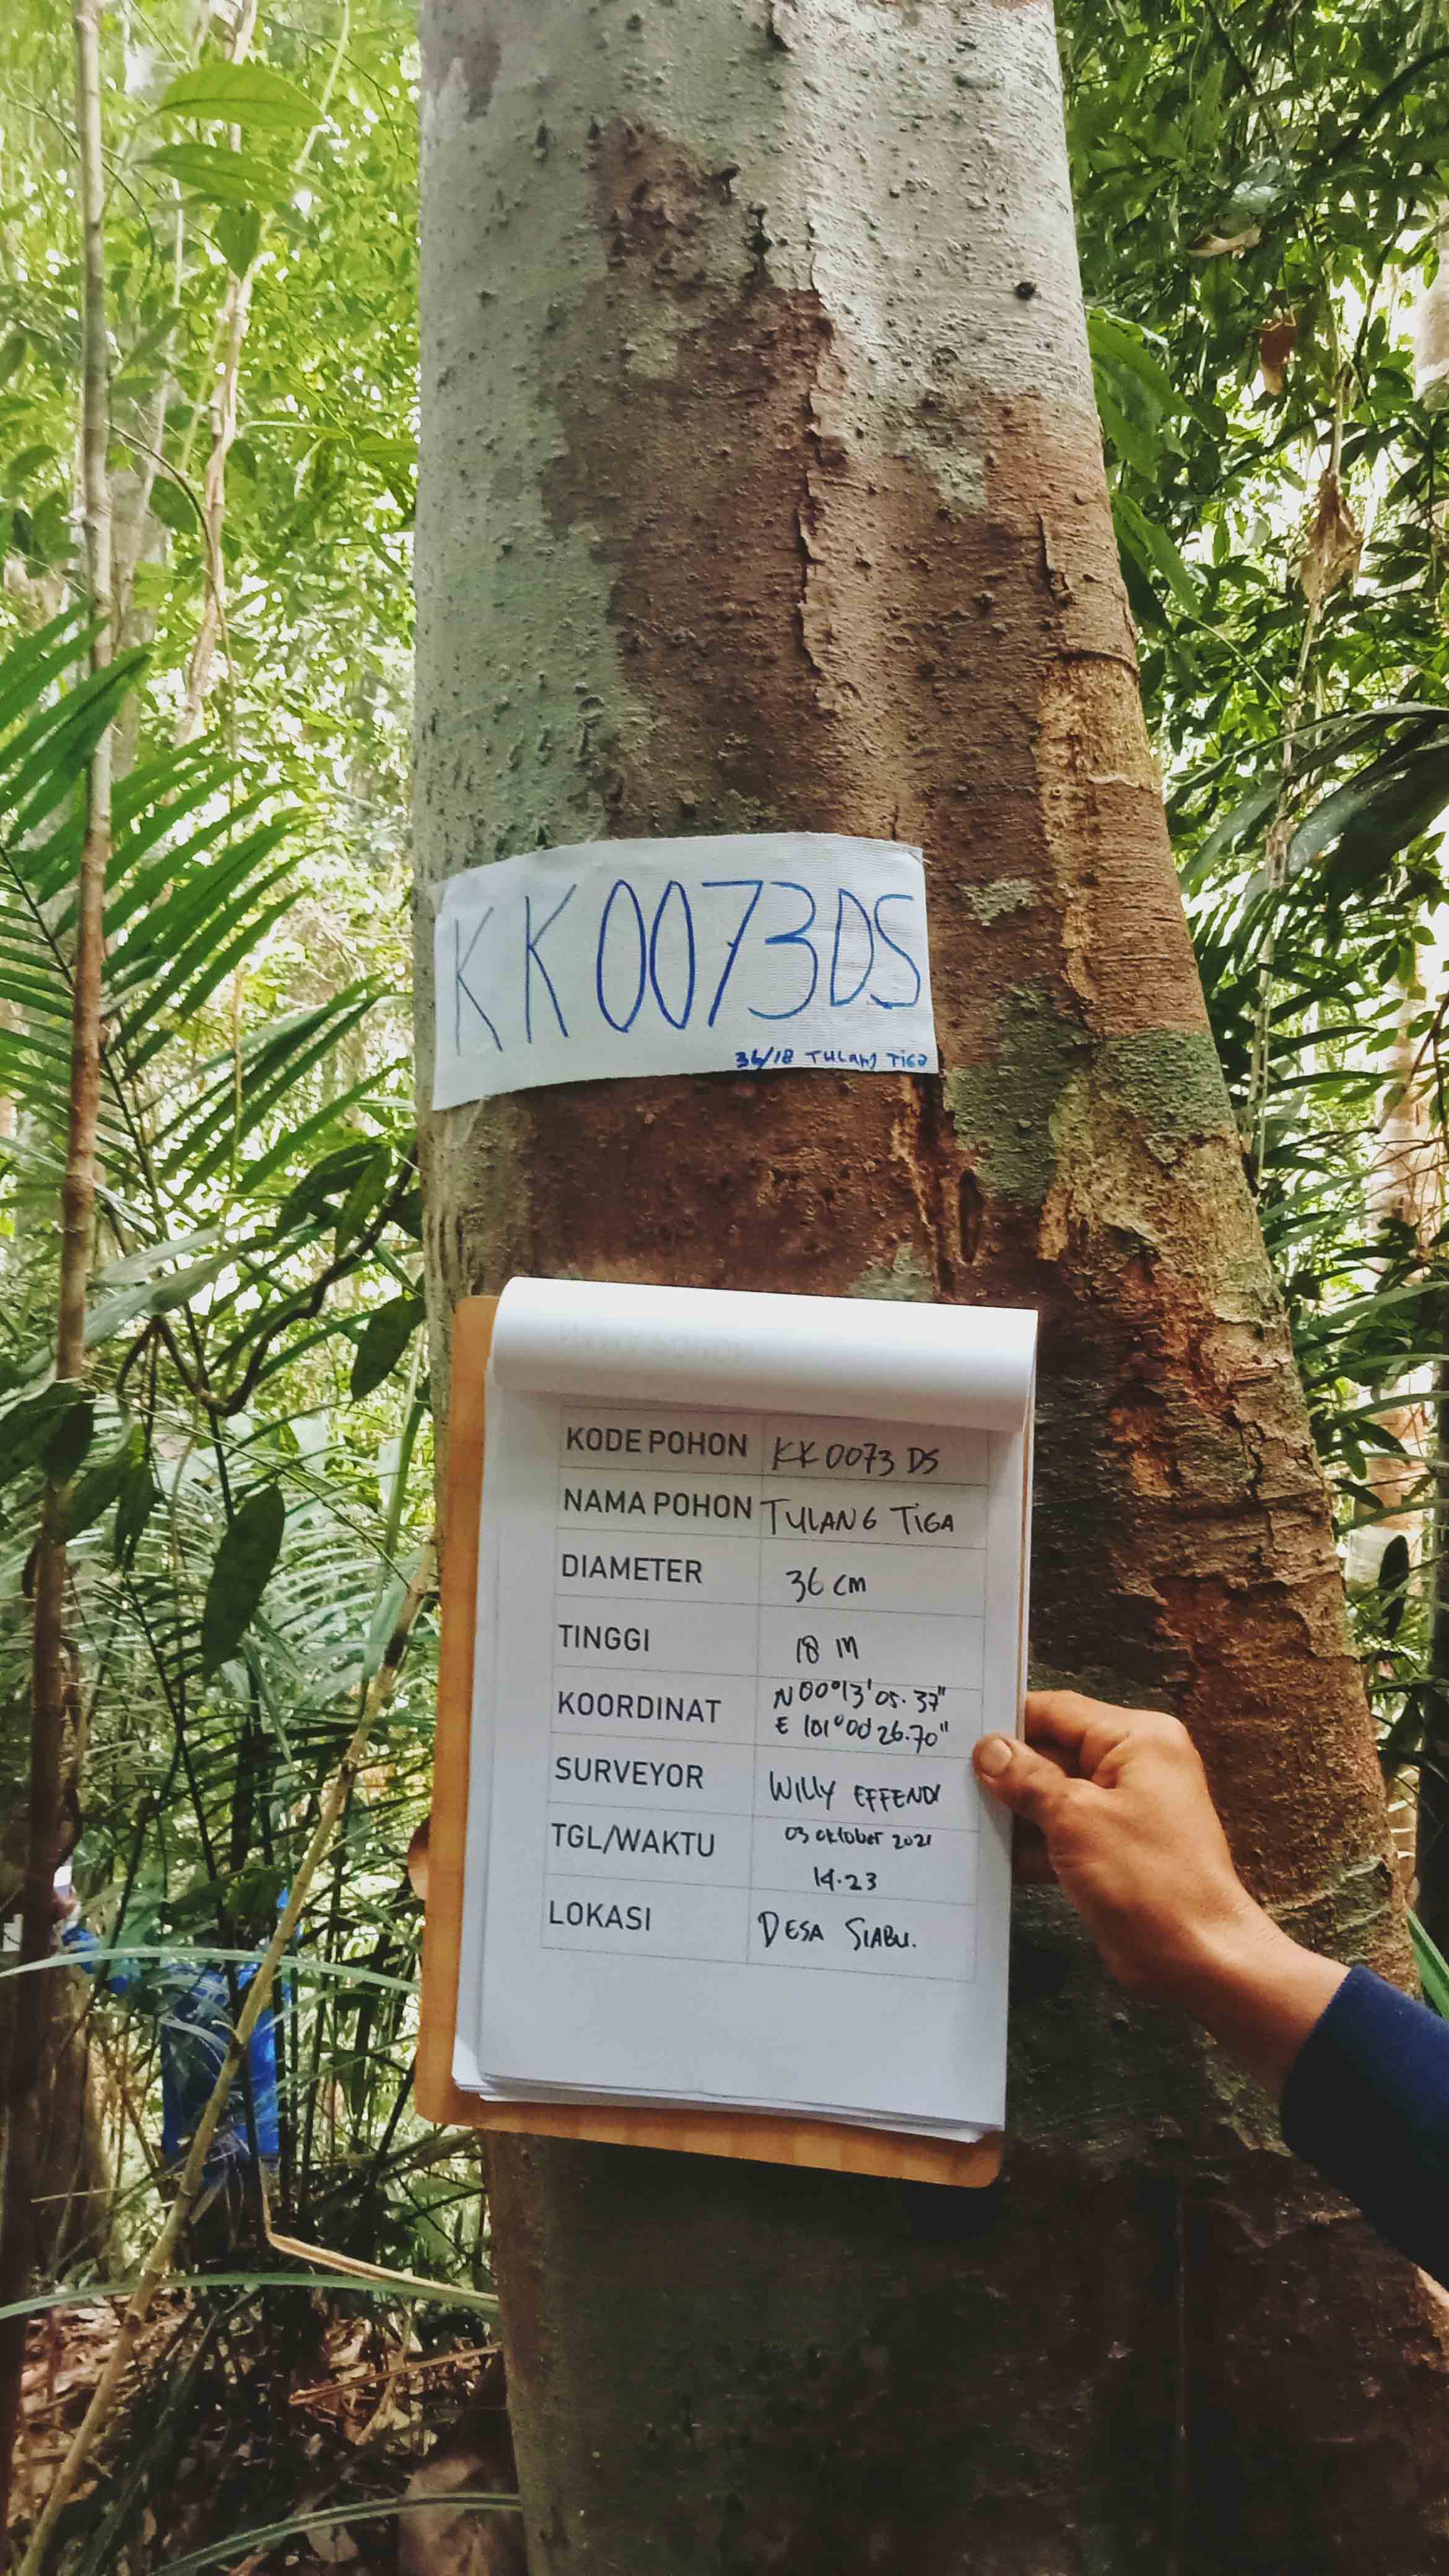 KK0073DS
36/18 TULANG TIGA
KODE POHON KK0073 DS
NAMA POHON TULANG TIGA
DIAMETER 36 cm
TINGGI 18 m
KOORDINAT N 00°13'05.37"
E 101°00'26.70"
SURVEYOR WILLY EFFENDY
TGL/WAKTU 03 oktober 2021
14.23
LOKASI DESA SIABU.